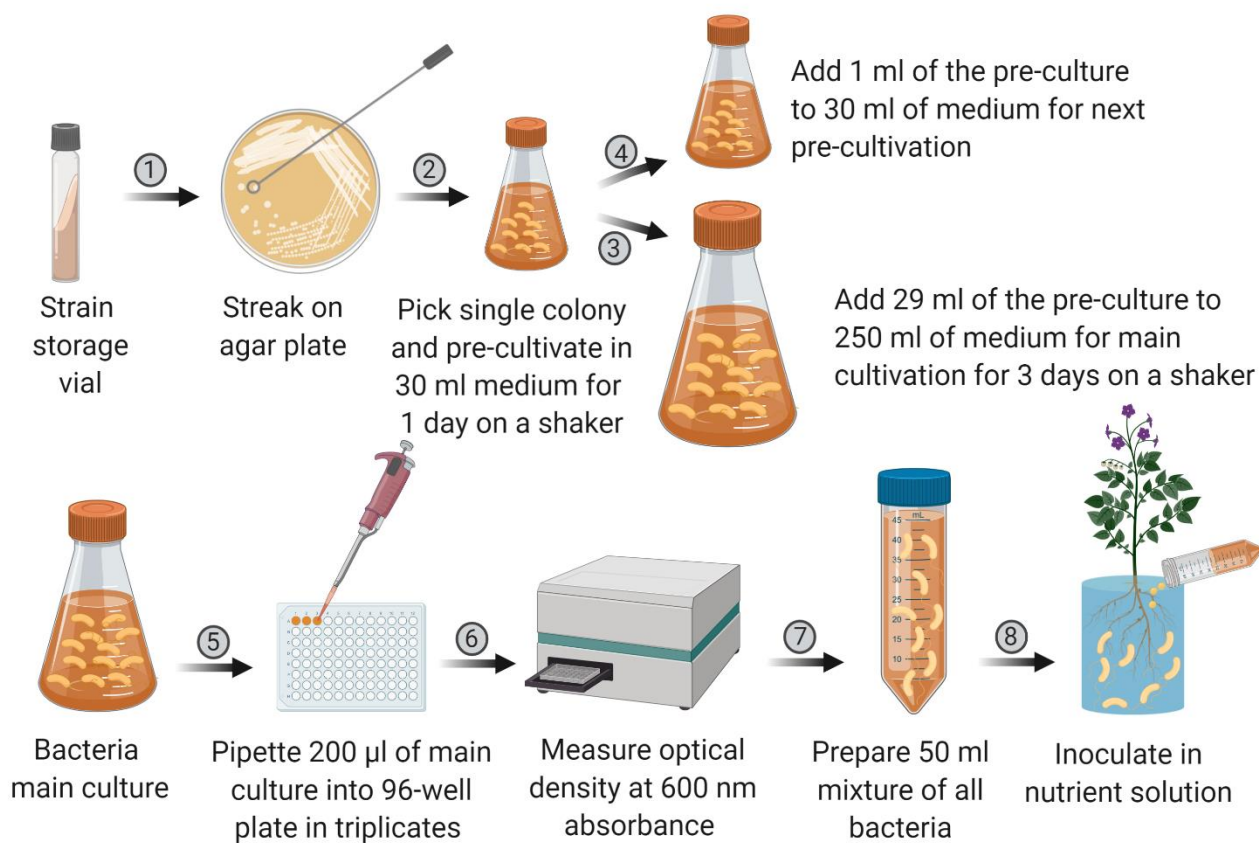 1
Strain
storage
vial
Streak on
agar plate
2
Pick single colony
and pre-cultivate in
30 ml medium for
1 day on a shaker
4
Add 1 ml of the pre-culture
to 30 ml of medium for next
pre-cultivation
3
Add 29 ml of the pre-culture to
250 ml of medium for main
cultivation for 3 days on a shaker
Bacteria
main culture
5
Pipette 200 µl of main
culture into 96-well
plate in triplicates
6
Measure optical
density at 600 nm
absorbance
7
mL
45
40
35
30
25
20
15
10
Prepare 50 ml
mixture of all
bacteria
8
Inoculate in
nutrient solution